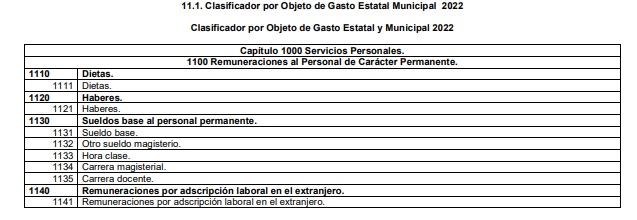 11.1. Clasificador por Objeto de Gasto Estatal Municipal 2022
Clasificador por Objeto de Gasto Estatal y Municipal 2022
Capítulo 1000 Servicios Personales.
1100 Remuneraciones al Personal de Carácter Permanente.
1110 Dietas.
1111 Dietas.
1120 Haberes.
1121 Haberes.
1130 Sueldos base al personal permanente.
1131 Sueldo base.
1132 Otro sueldo magisterio.
1133 Hora clase.
1134 Carrera magisterial.
1135 Carrera docente.
1140 Remuneraciones por adscripción laboral en el extranjero.
1141 Remuneraciones por adscripción laboral en el extranjero.